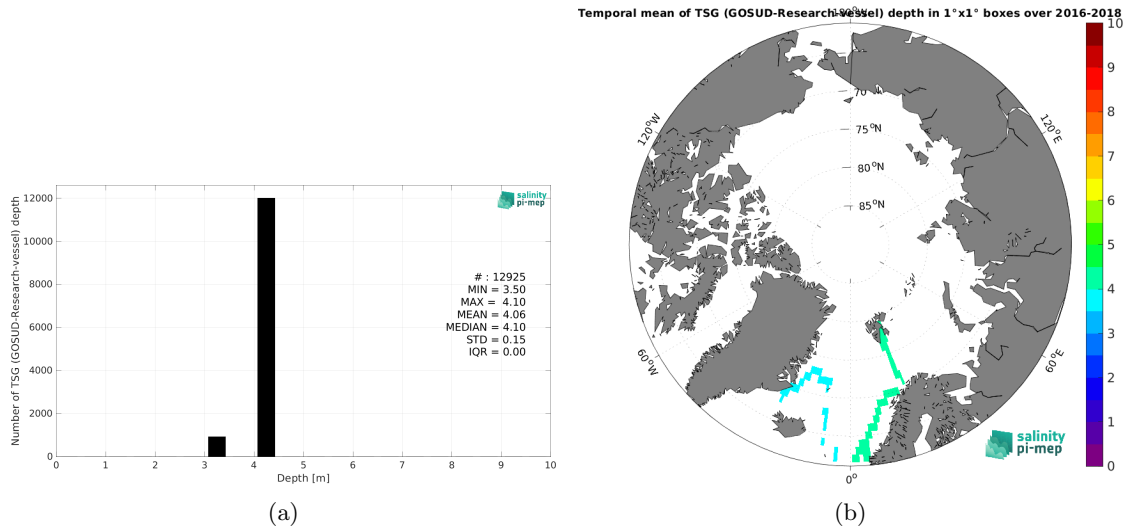 Temporal mean of TSG (GOSUD-Research-vessel) depth in 1°x1° boxes over 2016-2018
180°W
120°W
120°E
60°W
60°E
0°
70
75°N
80°N
85°N
10
9
8
7
6
5
4
3
2
1
0
salinity
pi-mep
Number of TSG (GOSUD-Research-vessel) depth
12000
10000
8000
6000
4000
2000
0
0 1 2 3 4 5 6 7 8 9 10
Depth [m]
salinity
pi-mep
# : 12925
MIN = 3.50
MAX = 4.10
MEAN = 4.06
MEDIAN = 4.10
STD = 0.15
IQR = 0.00
(a)
(b)